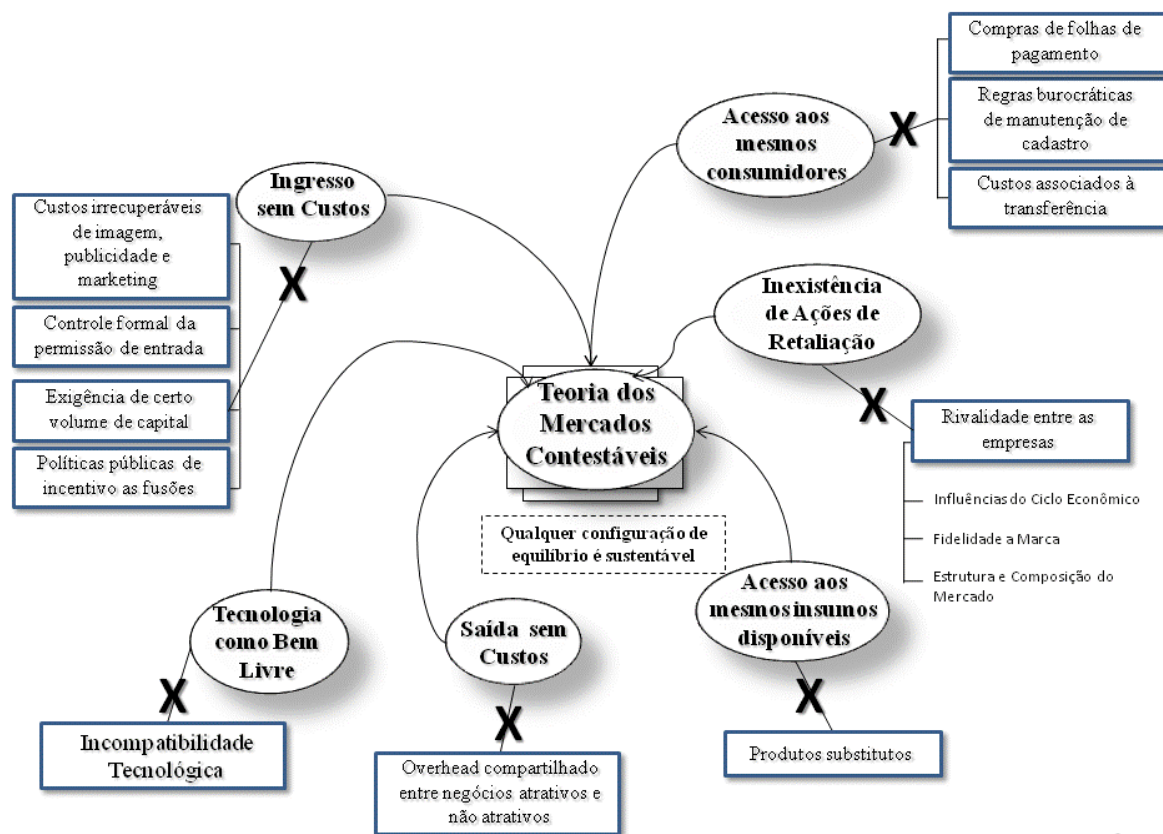 Compras de folhas de
pagamento
Regras burocráticas
de manutenção de
cadastro
Custos associados à
transferência
Acesso aos
mesmos
consumidores
X
Ingresso
sem Custos
X
Custos irrecuperáveis
de imagem,
publicidade e
marketing
Controle formal da
permissão de entrada
Exigência de certo
volume de capital
Políticas públicas de
incentivo as fusões
Inexistência
de Ações de
Retaliação
X
Rivalidade entre as
empresas
Influências do Ciclo Econômico
Fidelidade a Marca
Estrutura e Composição do
Mercado
Teoria dos
Mercados
Contestáveis
Qualquer configuração de
equilíbrio é sustentável
Tecnologia
como Bem
Livre
X
Incompatibilidade
Tecnológica
Saída sem
Custos
X
Overhead compartilhado
entre negócios atrativos e
não atrativos
Acesso aos
mesmos insumos
disponíveis
X
Produtos substitutos